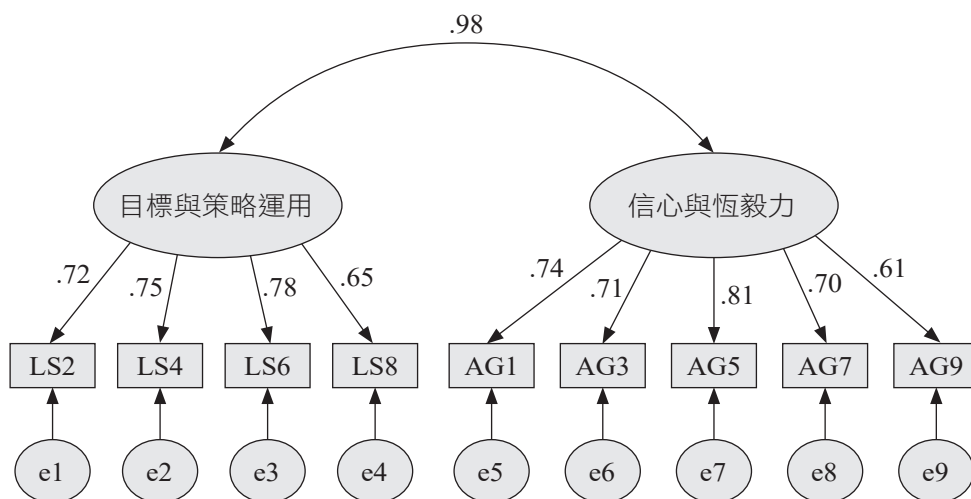 .98
目標與策略運用
信心與恆毅力
.72
.75
.78
.65
.74
.71
.81
.70
.61
LS2
LS4
LS6
LS8
AG1
AG3
AG5
AG7
AG9
e1
e2
e3
e4
e5
e6
e7
e8
e9